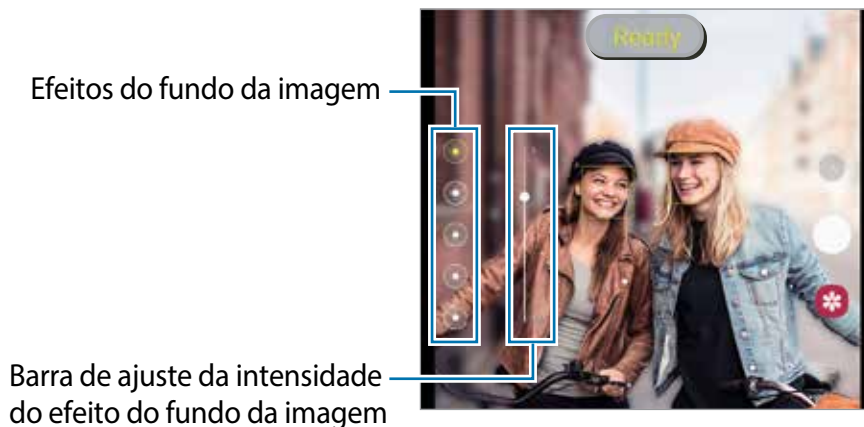 Ready
Efeitos do fundo da imagem
Barra de ajuste da intensidade
do efeito do fundo da imagem